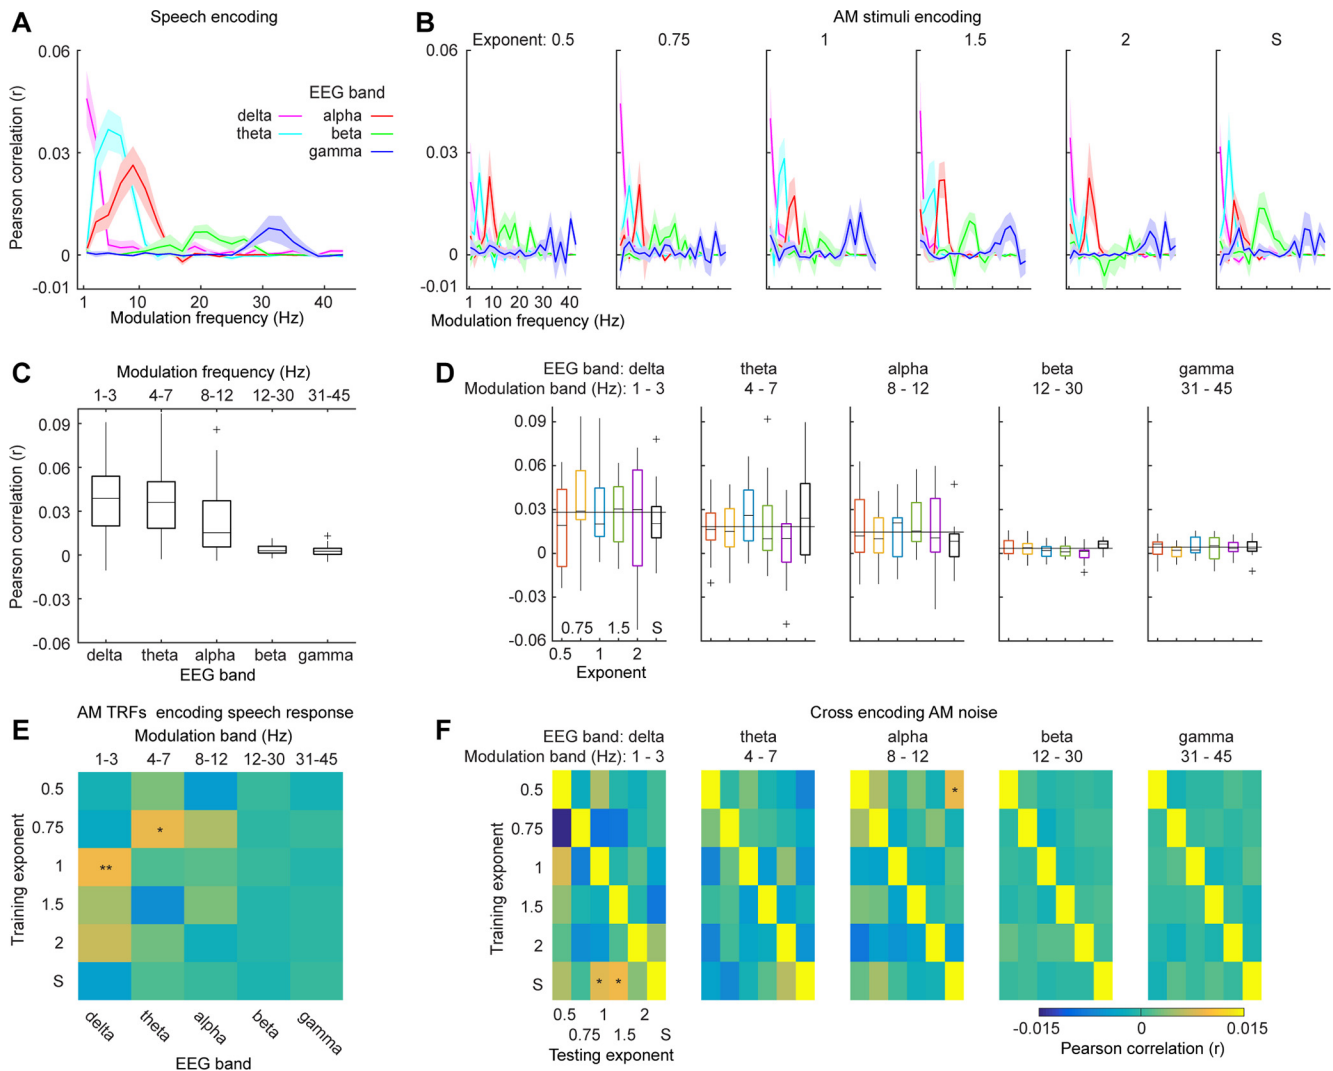 A
Speech encoding
0.06
0.03
0
-0.01
Pearson correlation (r)
EEG band
delta
alpha
theta
beta
gamma
1
10
20
30
40
Modulation frequency (Hz)
B
AM stimuli encoding
Exponent: 0.5
0.75
1
1.5
2
S
0.06
0.03
0
-0.01
1
10
20
30
40
Modulation frequency (Hz)
C
Modulation frequency (Hz)
1-3
4-7
8-12
12-30
31-45
0.09
0.06
0.03
0
-0.03
-0.06
Pearson correlation (r)
delta
theta
alpha
beta
gamma
EEG band
D
EEG band: delta
theta
alpha
beta
gamma
Modulation band (Hz): 1 - 3
4 - 7
8 - 12
12 - 30
31 - 45
0.09
0.06
0.03
0
-0.03
-0.06
0.75
1.5
S
0.5
1
2
Exponent
E
AM TRFs encoding speech response
Modulation band (Hz)
1-3
4-7
8-12
12-30
31-45
0.5
0.75
1
1.5
2
S
Training exponent
*
**
delta
theta
alpha
beta
gamma
EEG band
F
Cross encoding AM noise
EEG band: delta
theta
alpha
beta
gamma
Modulation band (Hz): 1 - 3
4 - 7
8 - 12
12 - 30
31 - 45
0.5
0.75
1
1.5
2
S
Training exponent
*
* *
0.5
1
2
0.75
1.5
S
Testing exponent
-0.015
0
0.015
Pearson correlation (r)